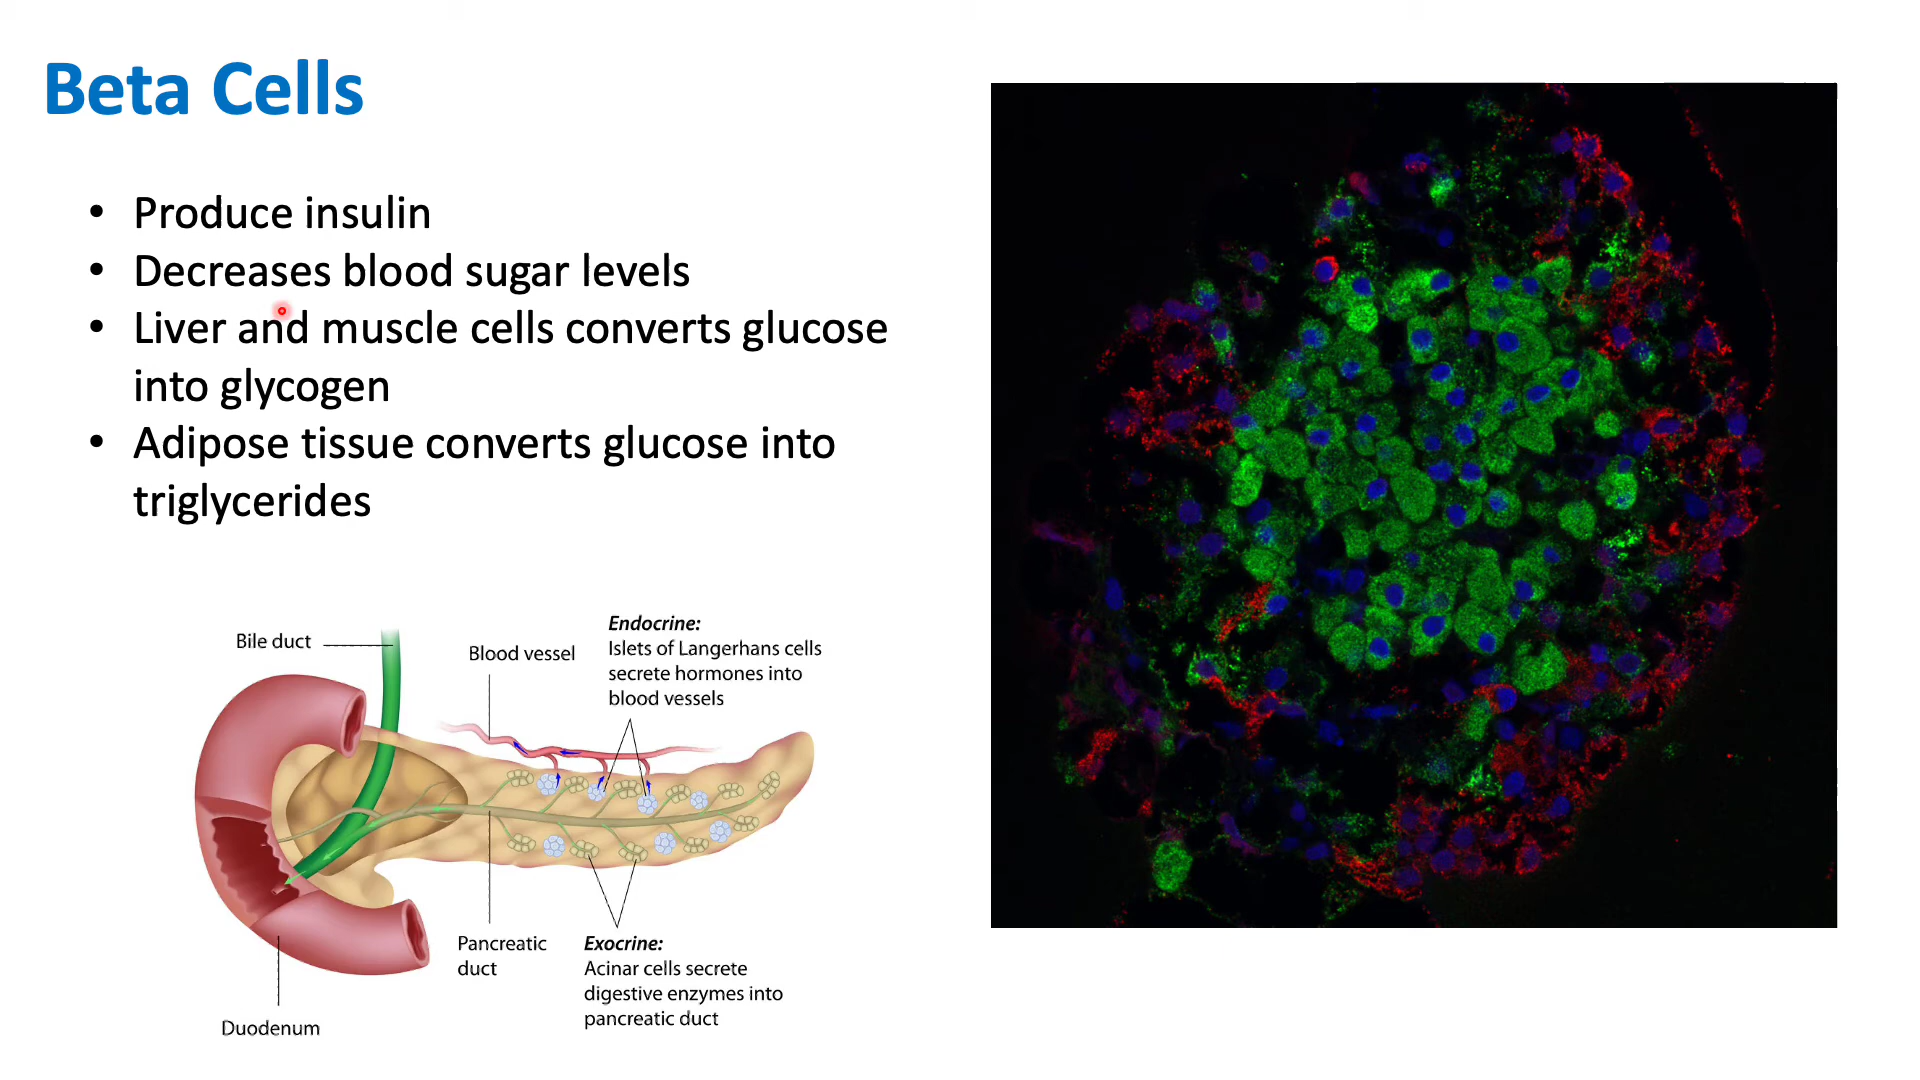 Beta Cells
• Produce insulin
• Decreases blood sugar levels
• Liver and muscle cells converts glucose
into glycogen
• Adipose tissue converts glucose into
triglycerides
Bile duct
Blood vessel
Endocrine:
Islets of Langerhans cells
secrete hormones into
blood vessels
Pancreatic
duct
Exocrine:
Acinar cells secrete
digestive enzymes into
pancreatic duct
Duodenum